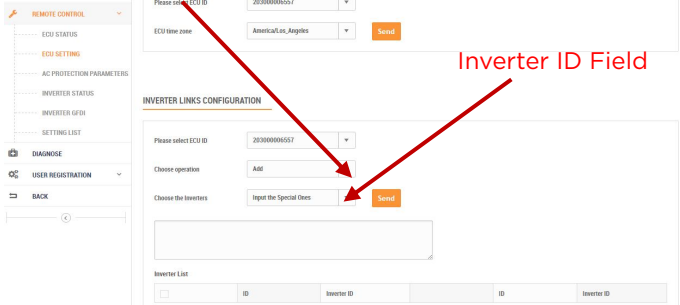 Please select ECU ID 203000006557
REMOTE CONTROL
ECU STATUS
ECU time zone America/Los_Angeles Send
ECU SETTING
Inverter ID Field
AC PROTECTION PARAMETERS
INVERTER STATUS
INVERTER LINKS CONFIGURATION
INVERTER GFDI
SETTING LIST
Please select ECU ID 203000006557
DIAGNOSE
Choose operation Add
USER REGISTRATION
BACK
Choose the Inverters Input the Special Ones Send
Inverter List
ID Inverter ID ID Inverter ID